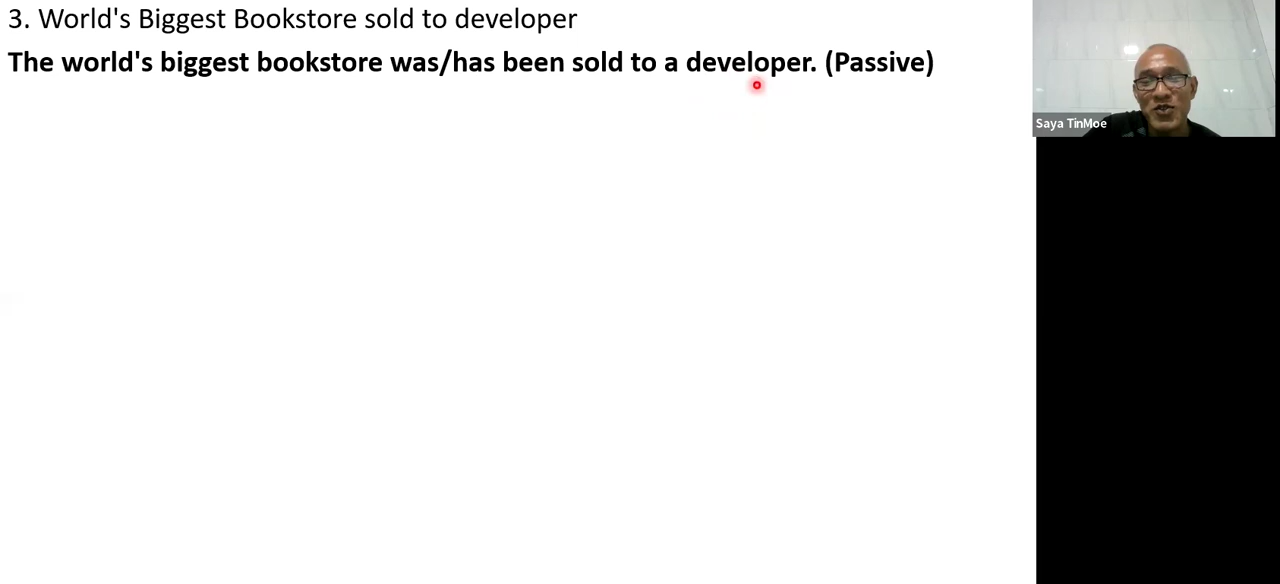 3. World's Biggest Bookstore sold to developer
The world's biggest bookstore was/has been sold to a developer. (Passive)
Saya TinMoe